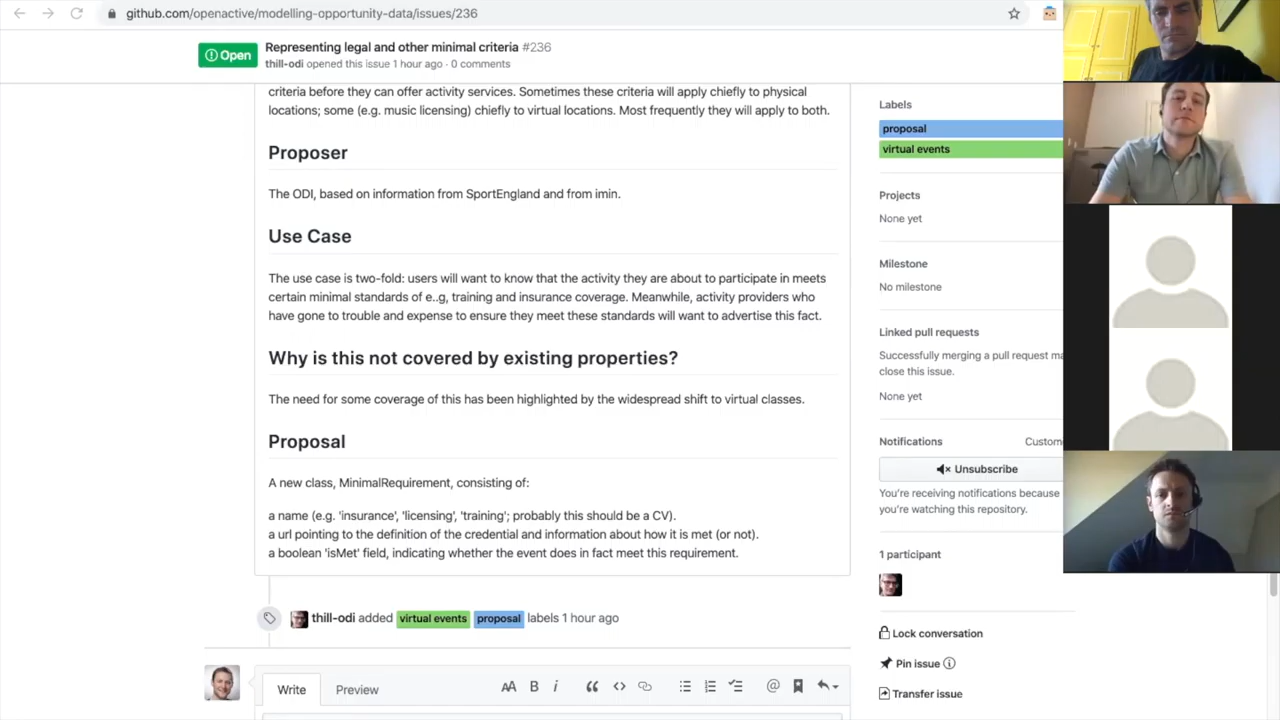 github.com/openactive/modelling-opportunity-data/issues/236
Open
Representing legal and other minimal criteria #236
thill-odi opened this issue 1 hour ago · 0 comments
criteria before they can offer activity services. Sometimes these criteria will apply chiefly to physical
locations; some (e.g. music licensing) chiefly to virtual locations. Most frequently they will apply to both.
Proposer
The ODI, based on information from SportEngland and from imin.
Use Case
The use case is two-fold: users will want to know that the activity they are about to participate in meets
certain minimal standards of e..g, training and insurance coverage. Meanwhile, activity providers who
have gone to trouble and expense to ensure they meet these standards will want to advertise this fact.
Why is this not covered by existing properties?
The need for some coverage of this has been highlighted by the widespread shift to virtual classes.
Proposal
A new class, MinimalRequirement, consisting of:
a name (e.g. 'insurance', 'licensing', 'training'; probably this should be a CV).
a url pointing to the definition of the credential and information about how it is met (or not).
a boolean 'isMet' field, indicating whether the event does in fact meet this requirement.
thill-odi added virtual events proposal labels 1 hour ago
Write
Preview
AA B i
Labels
proposal
virtual events
Projects
None yet
Milestone
No milestone
Linked pull requests
Successfully merging a pull request ma
close this issue.
None yet
Notifications
Custom
Unsubscribe
You're receiving notifications because
you're watching this repository.
1 participant
Lock conversation
Pin issue
Transfer issue